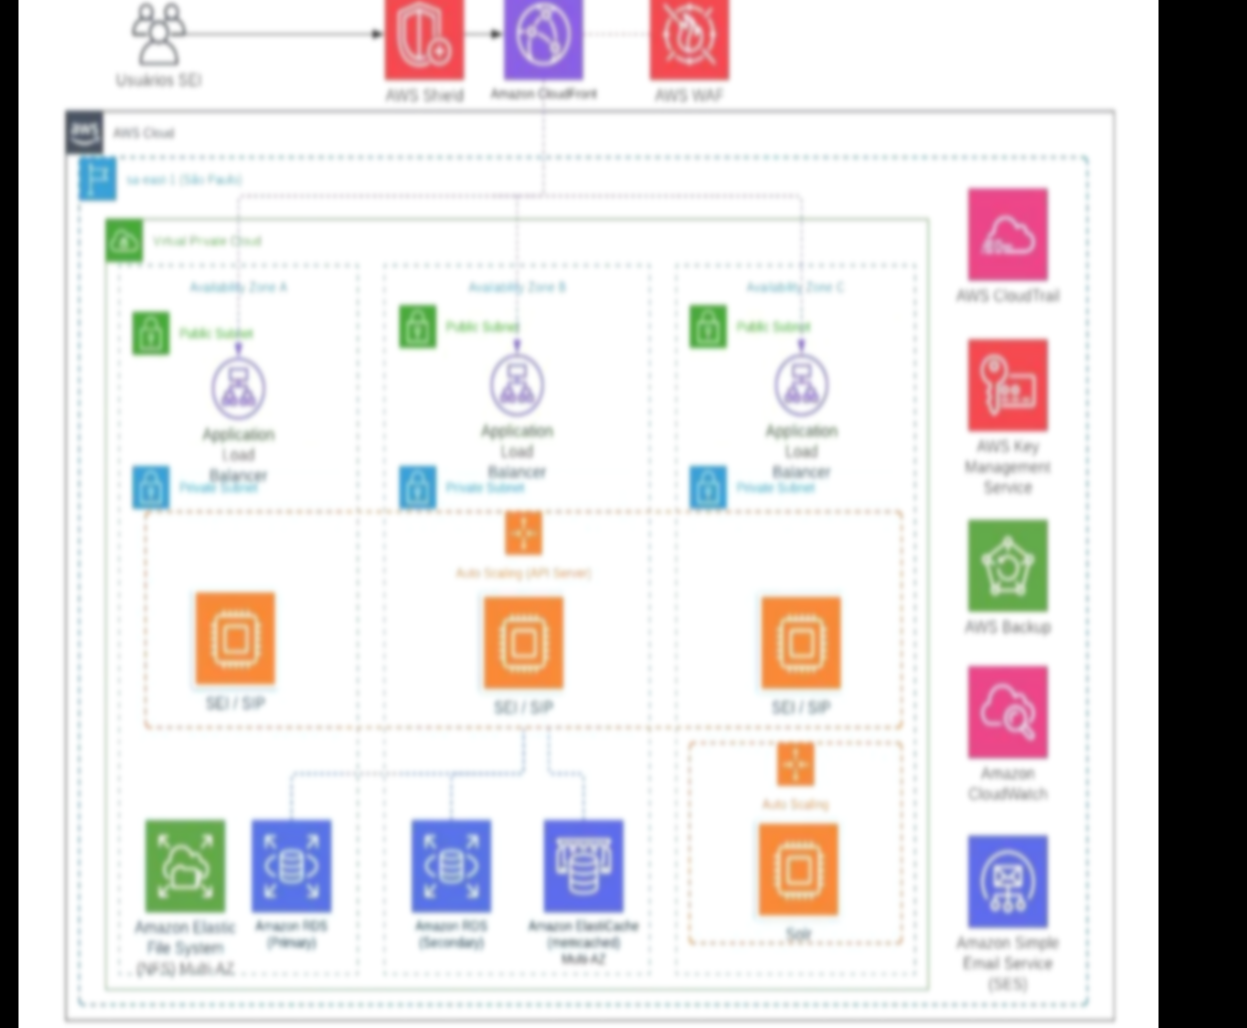 Usuários SEI
AWS Shield
Amazon CloudFront
AWS WAF
aws
AWS Cloud
sa-east-1 (São Paulo)
Virtual Private Cloud
Availability Zone A
Availability Zone B
Availability Zone C
Public Subnet
Public Subnet
Public Subnet
Application
Load
Balancer
Application
Load
Balancer
Application
Load
Balancer
Private Subnet
Private Subnet
Private Subnet
Auto Scaling (API Server)
SEI / SIP
SEI / SIP
SEI / SIP
Auto Scaling
Solr
Amazon Elastic
File System
(NFS) Multi-AZ
Amazon RDS
(Primary)
Amazon RDS
(Secondary)
Amazon ElastiCache
(memcached)
Multi-AZ
AWS CloudTrail
AWS Key
Management
Service
AWS Backup
Amazon
CloudWatch
Amazon Simple
Email Service
(SES)